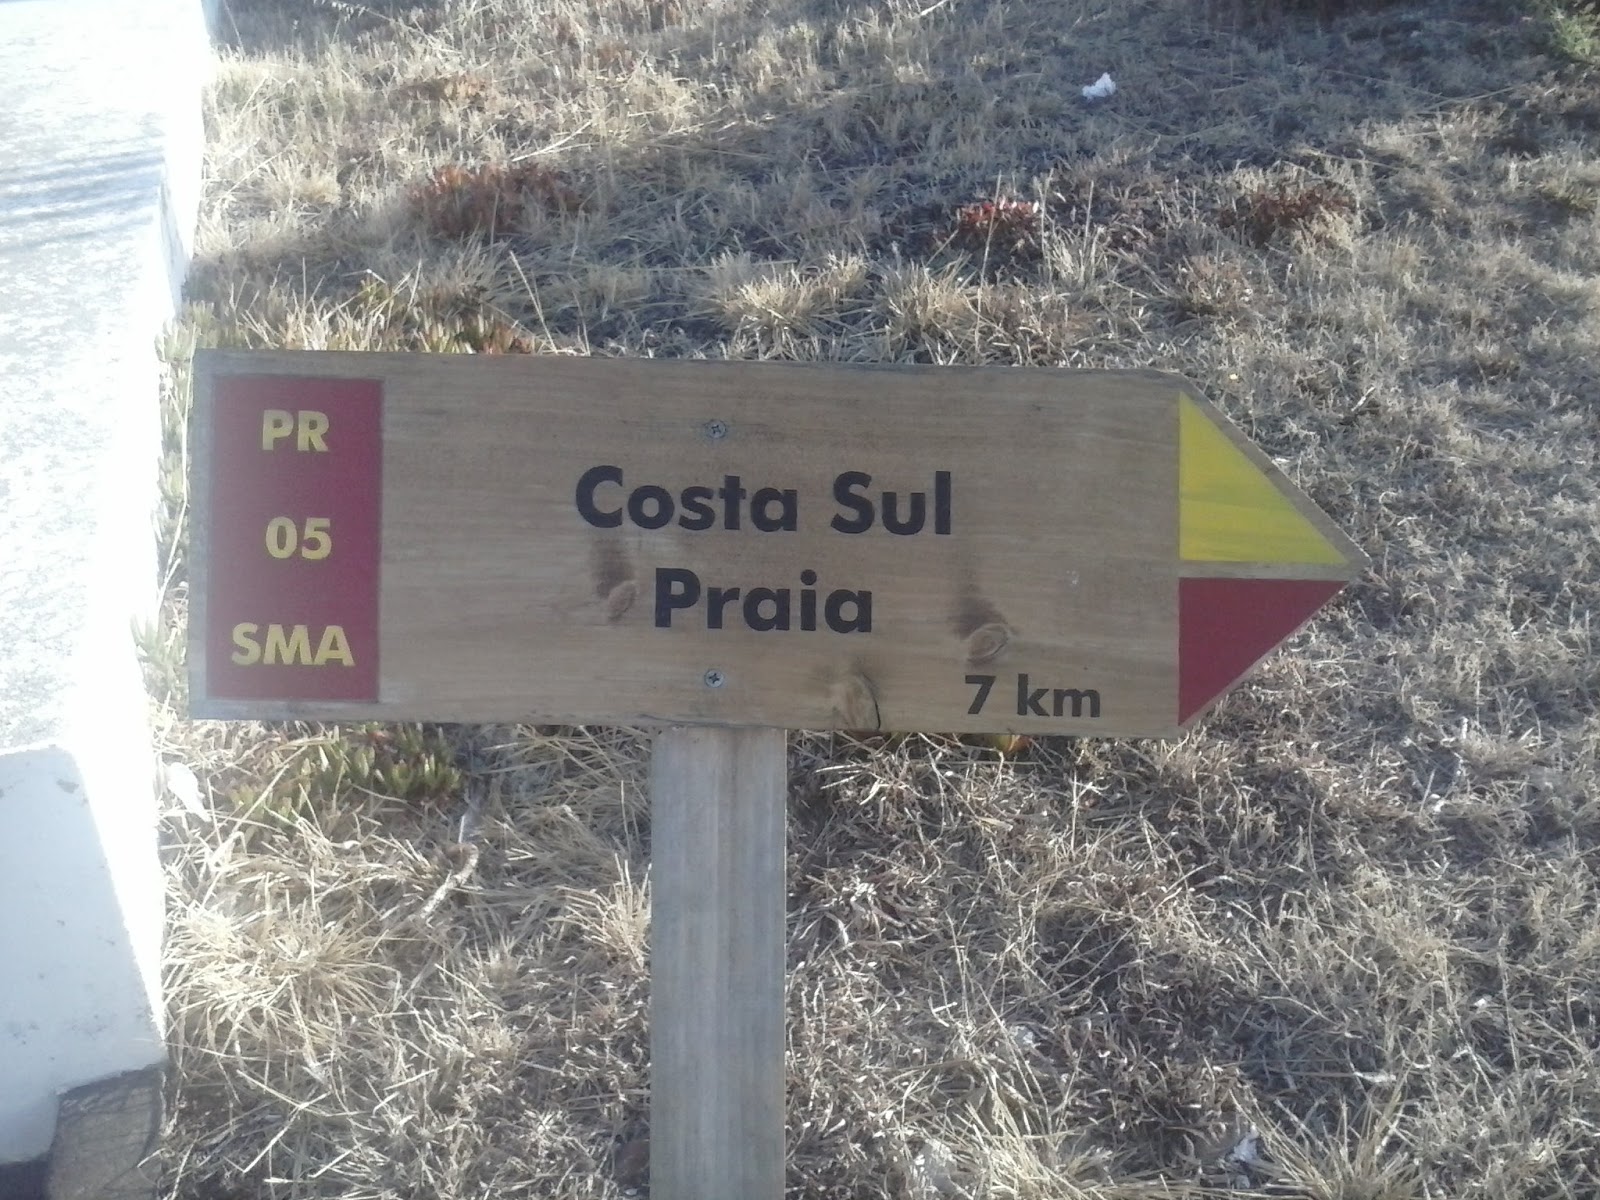 PR
05
SMA
Costa Sul
Praia
7 km